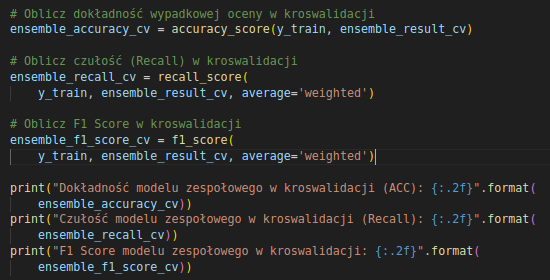 # Oblicz dokładność wypadkowej oceny w kroswalidacji
ensemble_accuracy_cv = accuracy_score(y_train, ensemble_result_cv)
# Oblicz czułość (Recall) w kroswalidacji
ensemble_recall_cv = recall_score(
y_train, ensemble_result_cv, average='weighted')
# Oblicz F1 Score w kroswalidacji
ensemble_f1_score_cv = f1_score(
y_train, ensemble_result_cv, average='weighted')
print("Dokładność modelu zespołowego w kroswalidacji (ACC): {:.2f}".format(
ensemble_accuracy_cv))
print("Czułość modelu zespołowego w kroswalidacji (Recall): {:.2f}".format(
ensemble_recall_cv))
print("F1 Score modelu zespołowego w kroswalidacji: {:.2f}".format(
ensemble_f1_score_cv))